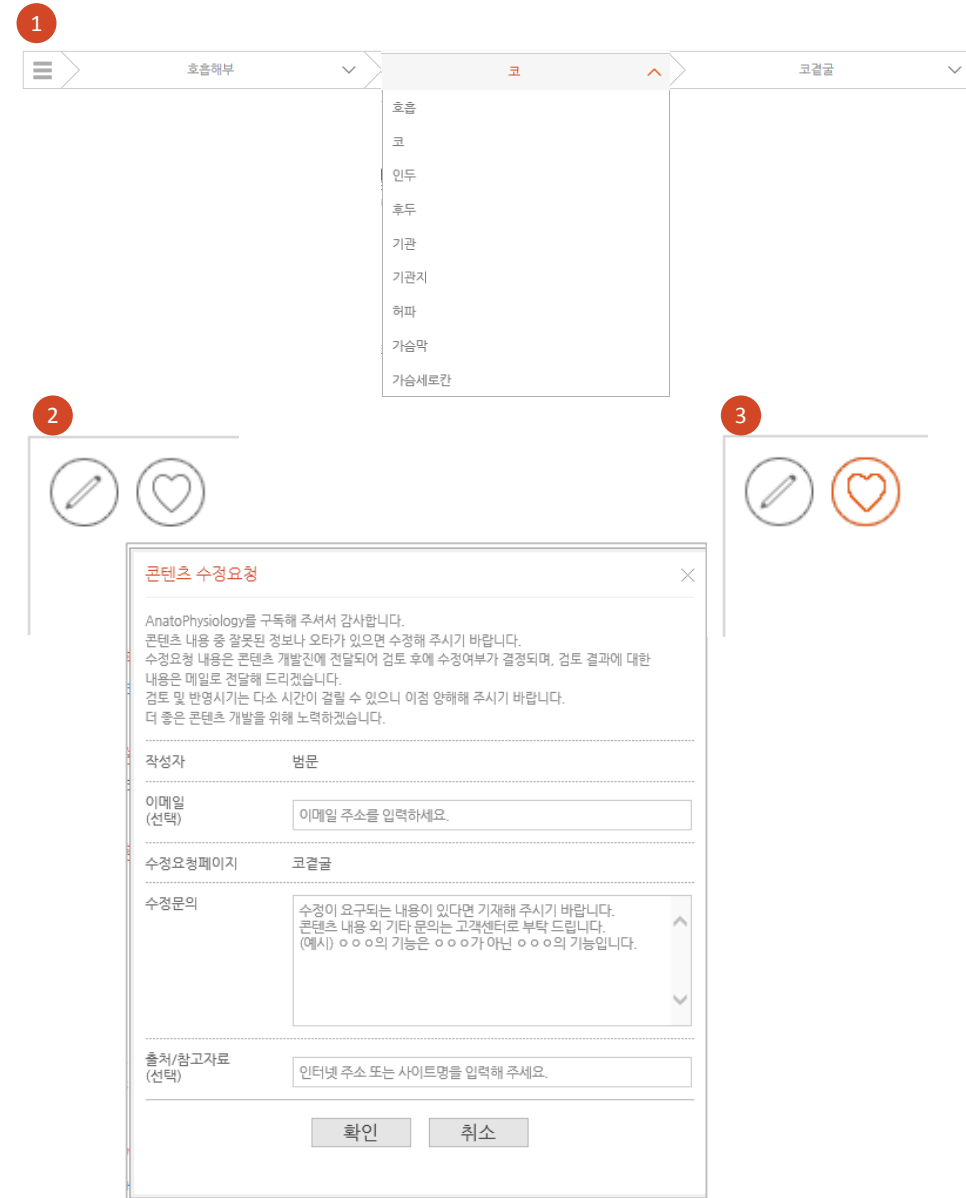 1
호흡해부 코 코곁굴
호흡
코
인두
후두
기관
기관지
허파
가슴막
가슴세로칸
2
3
콘텐츠 수정요청
AnatoPhysiology를 구독해 주셔서 감사합니다.
콘텐츠 내용 중 잘못된 정보나 오타가 있으면 수정해 주시기 바랍니다.
수정요청 내용은 콘텐츠 개발진에 전달되어 검토 후에 수정여부가 결정되며, 검토 결과에 대한
내용은 메일로 전달해 드리겠습니다.
검토 및 반영시기는 다소 시간이 걸릴 수 있으니 이점 양해해 주시기 바랍니다.
더 좋은 콘텐츠 개발을 위해 노력하겠습니다.
작성자 범문
이메일
(선택)
이메일 주소를 입력하세요.
수정요청페이지 코곁굴
수정문의
수정이 요구되는 내용이 있다면 기재해 주시기 바랍니다.
콘텐츠 내용 외 기타 문의는 고객센터로 부탁 드립니다.
(예시) ㅇㅇㅇ의 기능은 ㅇㅇㅇ가 아닌 ㅇㅇㅇ의 기능입니다.
출처/참고자료
(선택)
인터넷 주소 또는 사이트명을 입력해 주세요.
확인 취소